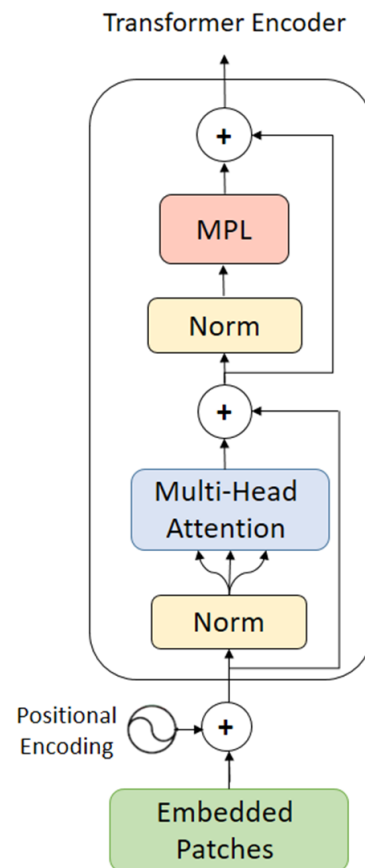 Transformer Encoder
+
MPL
Norm
+
Multi-Head
Attention
Norm
Positional
Encoding
+
Embedded
Patches